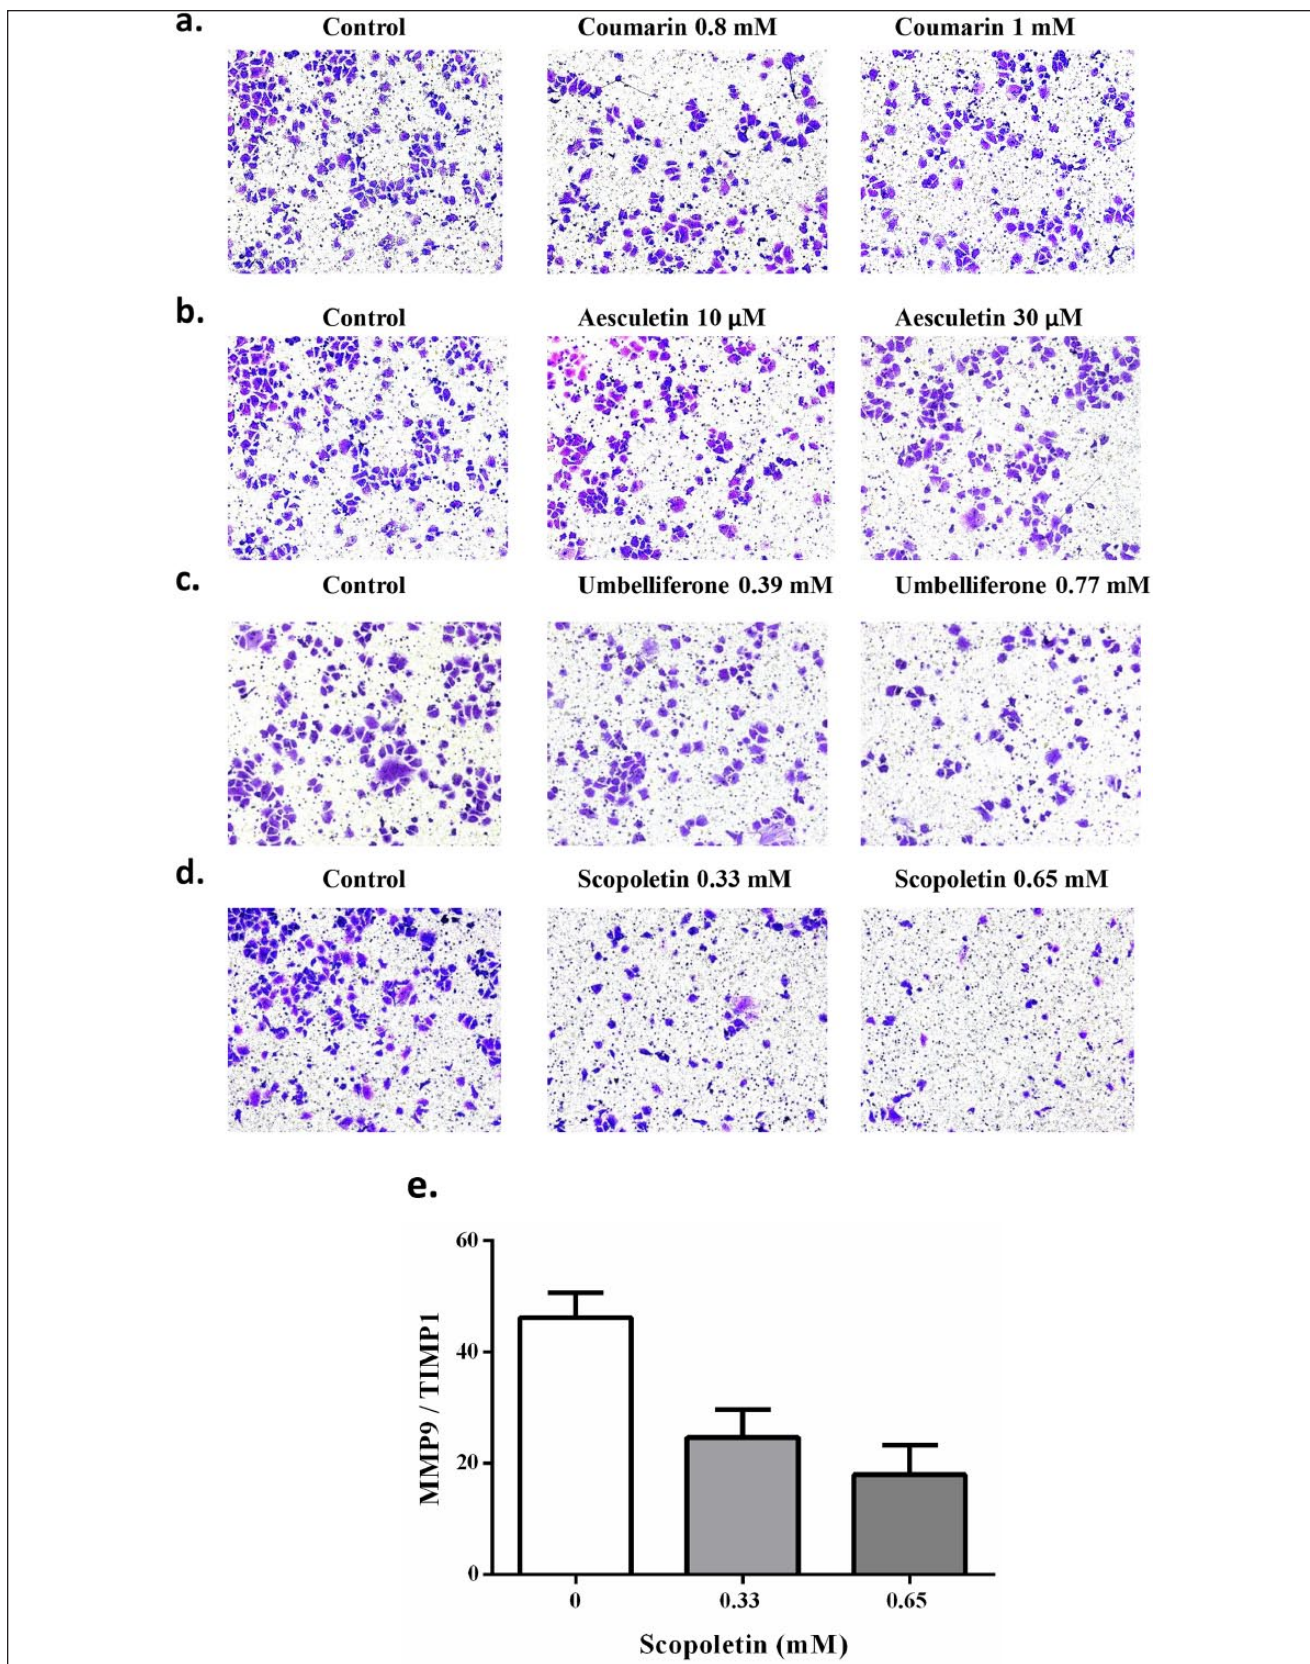 a.
Control Coumarin 0.8 mM Coumarin 1 mM
b.
Control Aesculetin 10 μM Aesculetin 30 μM
c.
Control Umbelliferone 0.39 mM Umbelliferone 0.77 mM
d.
Control Scopoletin 0.33 mM Scopoletin 0.65 mM
e.
MMP9 / TIMP1
60
40
20
0
0 0.33 0.65
Scopoletin (mM)